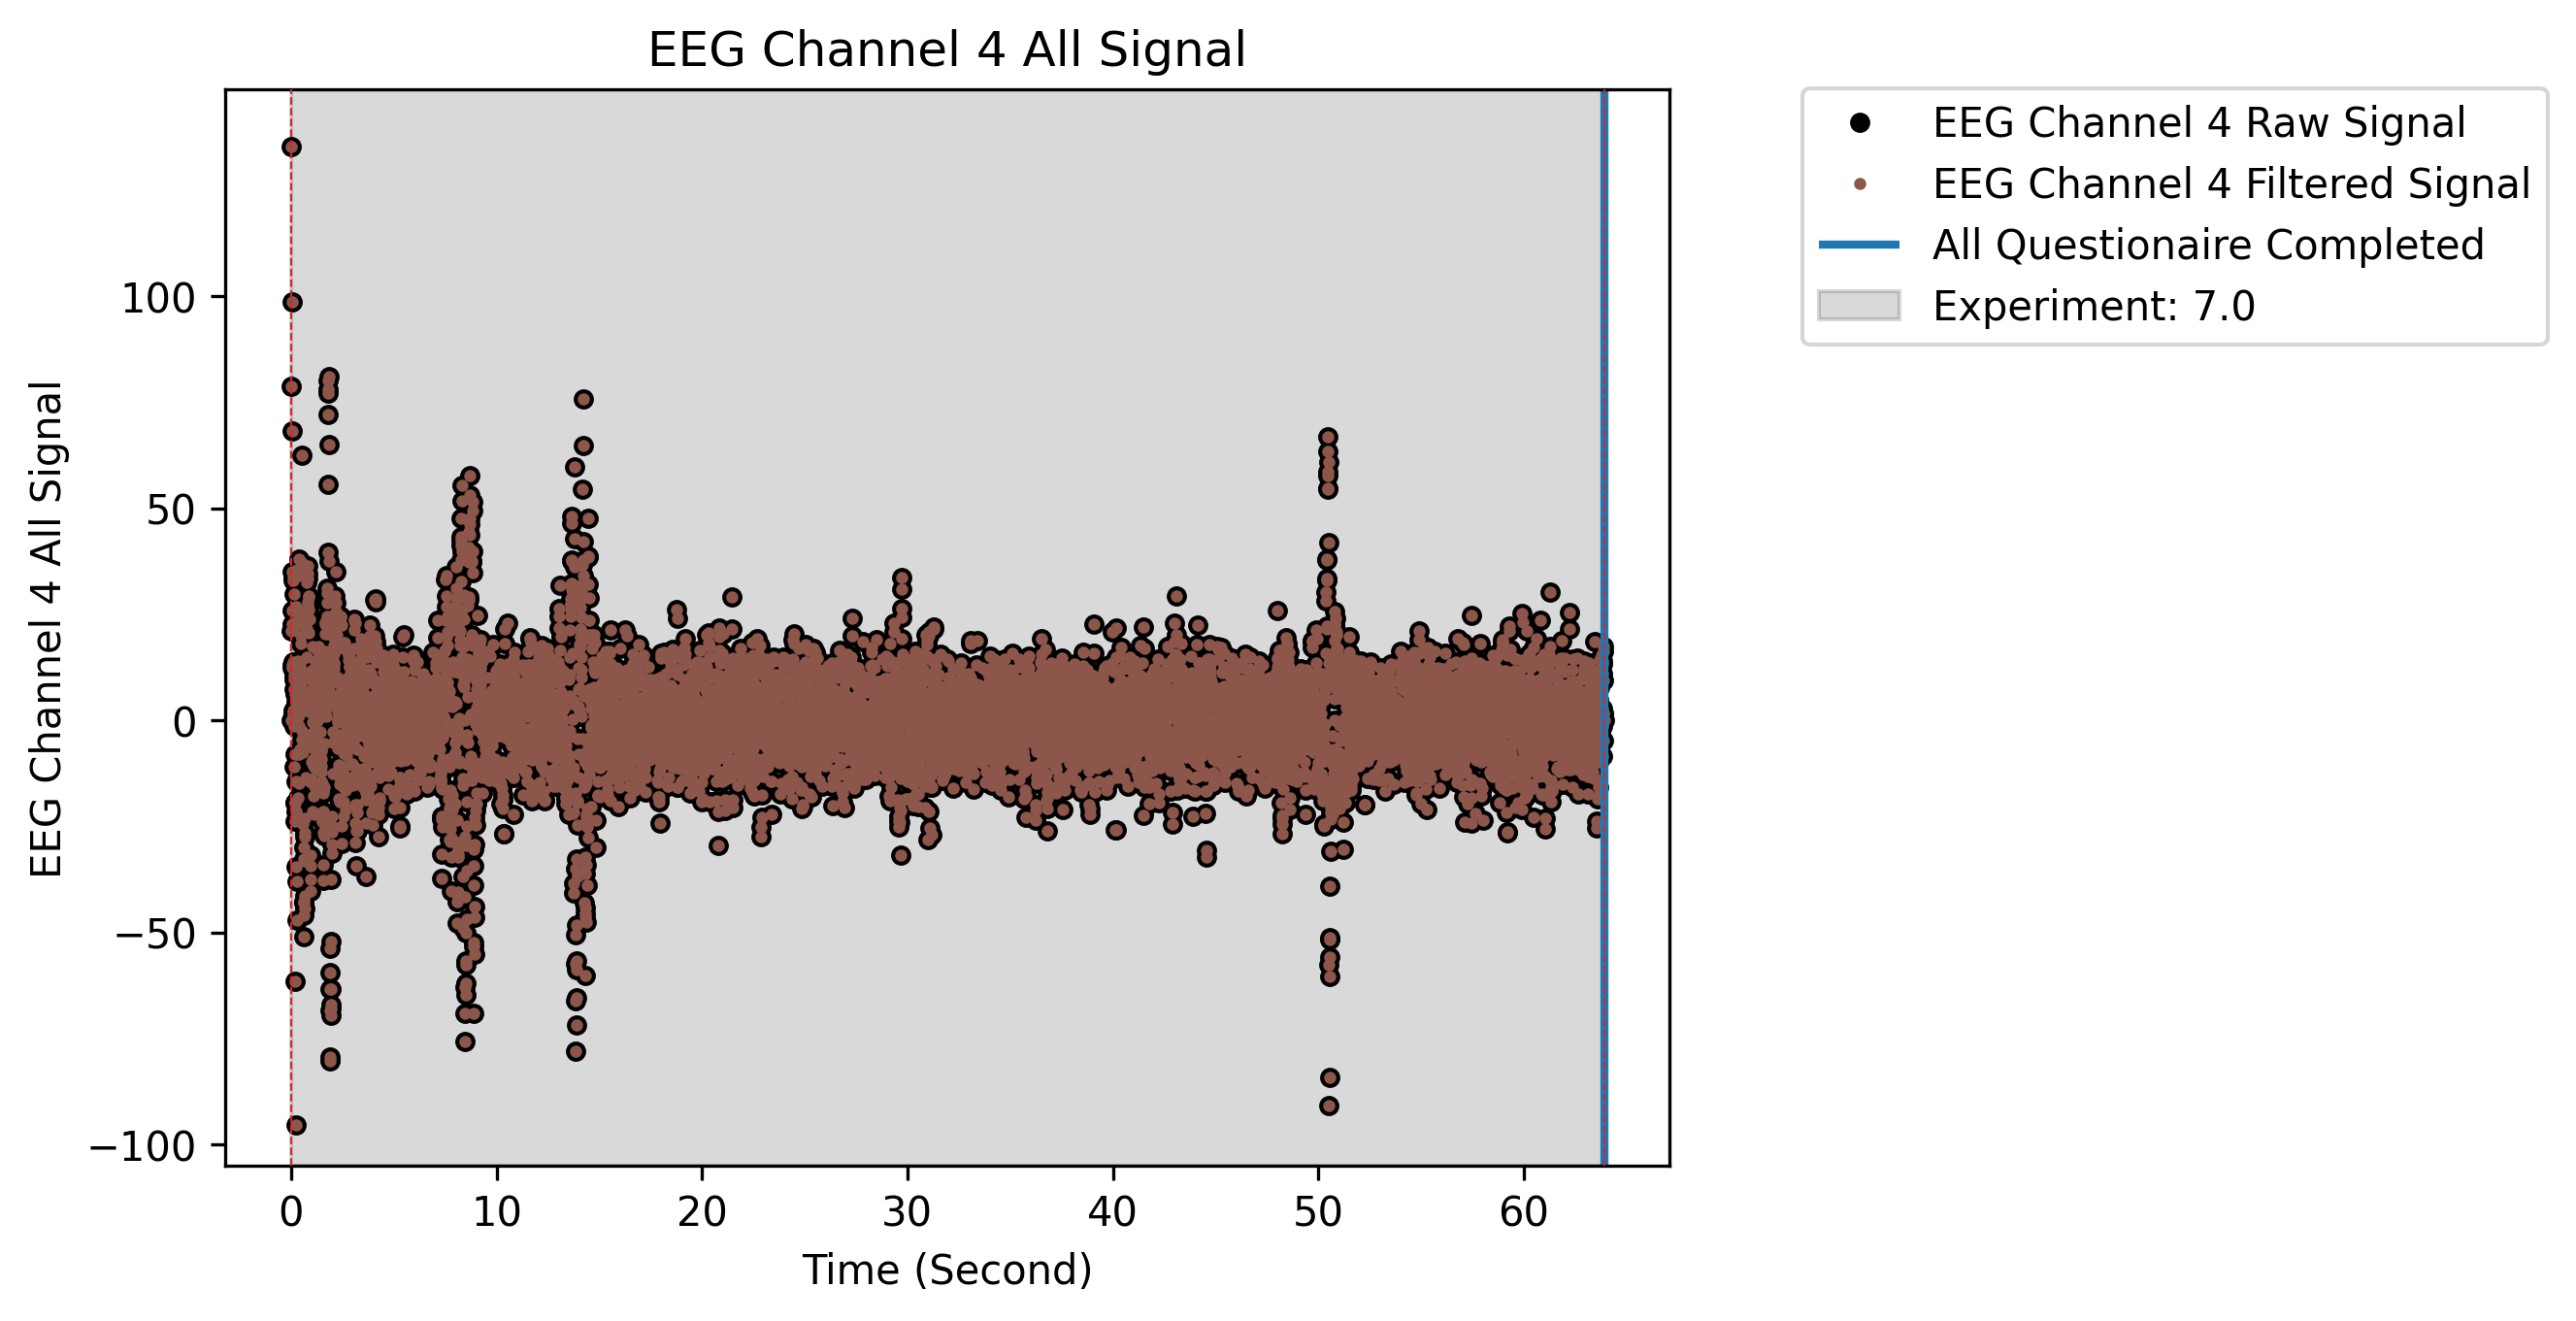 EEG Channel 4 All Signal
EEG Channel 4 Raw Signal
EEG Channel 4 Filtered Signal
All Questionaire Completed
Experiment: 7.0
EEG Channel 4 All Signal
100
50
0
−50
−100
0 10 20 30 40 50 60
Time (Second)